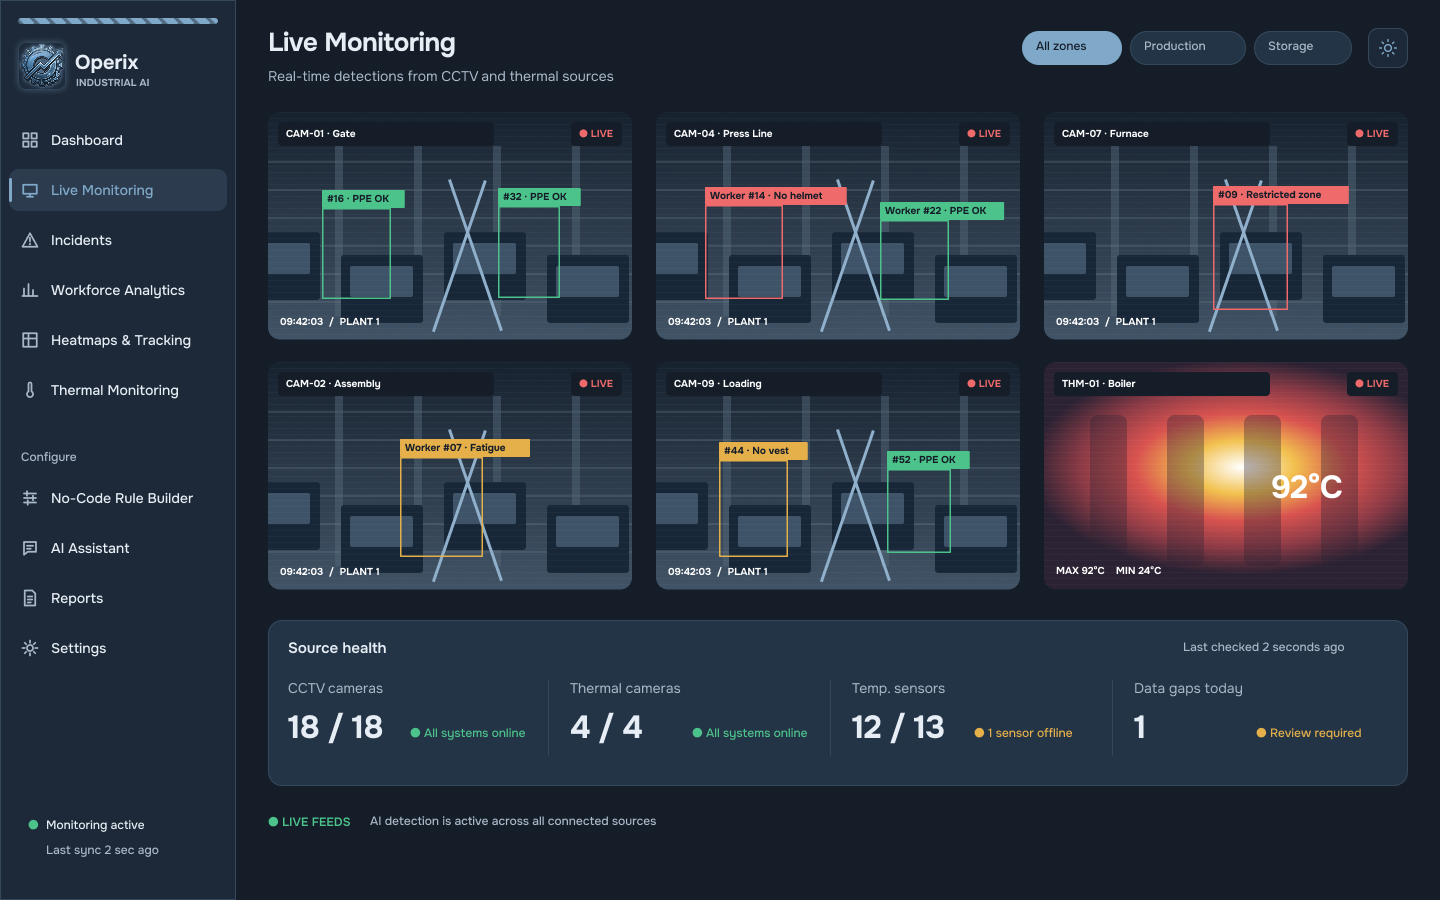 Operix
INDUSTRIAL AI
Dashboard
Live Monitoring
Incidents
Workforce Analytics
Heatmaps & Tracking
Thermal Monitoring
Configure
No-Code Rule Builder
AI Assistant
Reports
Settings
Monitoring active
Last sync 2 sec ago
Live Monitoring
Real-time detections from CCTV and thermal sources
All zones
Production
Storage
CAM-01 · Gate
LIVE
#16 · PPE OK
#32 · PPE OK
09:42:03 / PLANT 1
CAM-04 · Press Line
LIVE
Worker #14 · No helmet
Worker #22 · PPE OK
09:42:03 / PLANT 1
CAM-07 · Furnace
LIVE
#09 · Restricted zone
09:42:03 / PLANT 1
CAM-02 · Assembly
LIVE
Worker #07 · Fatigue
09:42:03 / PLANT 1
CAM-09 · Loading
LIVE
#44 · No vest
#52 · PPE OK
09:42:03 / PLANT 1
THM-01 · Boiler
LIVE
92°C
MAX 92°C MIN 24°C
Source health
Last checked 2 seconds ago
CCTV cameras
18 / 18
All systems online
Thermal cameras
4 / 4
All systems online
Temp. sensors
12 / 13
1 sensor offline
Data gaps today
1
Review required
LIVE FEEDS
AI detection is active across all connected sources